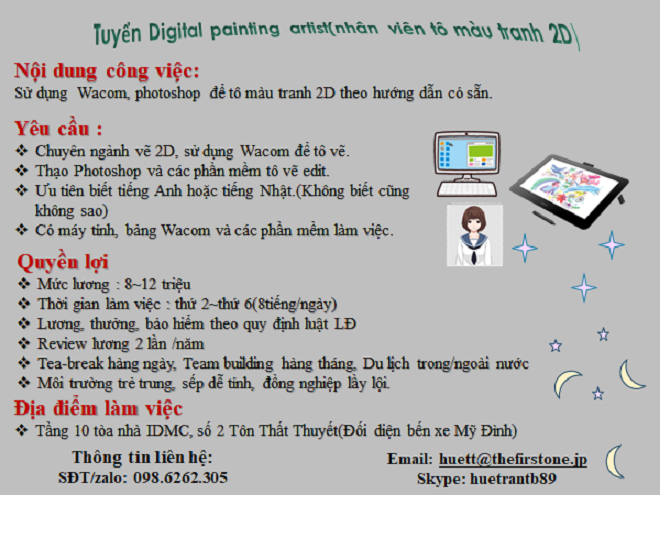 Tuyển Digital painting artist(nhân viên tô màu tranh 2D)
Nội dung công việc:
Sử dụng Wacom, photoshop để tô màu tranh 2D theo hướng dẫn có sẵn.
Yêu cầu :
❖ Chuyên ngành vẽ 2D, sử dụng Wacom để tô vẽ.
❖ Thạo Photoshop và các phần mềm tô vẽ edit.
❖ Ưu tiên biết tiếng Anh hoặc tiếng Nhật.(Không biết cũng
không sao)
❖ Có máy tính, bảng Wacom và các phần mềm làm việc.
Quyền lợi
❖ Mức lương : 8~12 triệu
❖ Thời gian làm việc : thứ 2~thứ 6(8tiếng/ngày)
❖ Lương, thưởng, bảo hiểm theo quy định luật LĐ
❖ Review lương 2 lần /năm
❖ Tea-break hàng ngày, Team building hàng tháng, Du lịch trong/ngoài nước
❖ Môi trường trẻ trung, sếp dễ tính, đồng nghiệp lầy lội.
Địa điểm làm việc
❖ Tầng 10 tòa nhà IDMC, số 2 Tôn Thất Thuyết(Đối diện bến xe Mỹ Đình)
Thông tin liên hệ:
SĐT/zalo: 098.6262.305
Email: huett@thefirstone.jp
Skype: huetrantb89